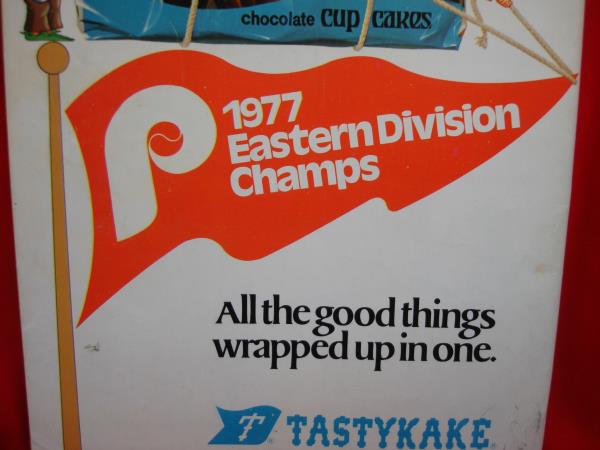 chocolate CUP CAKES
P
1977
Eastern Division
Champs
All the good things
wrapped up in one.
T TASTYKAKE